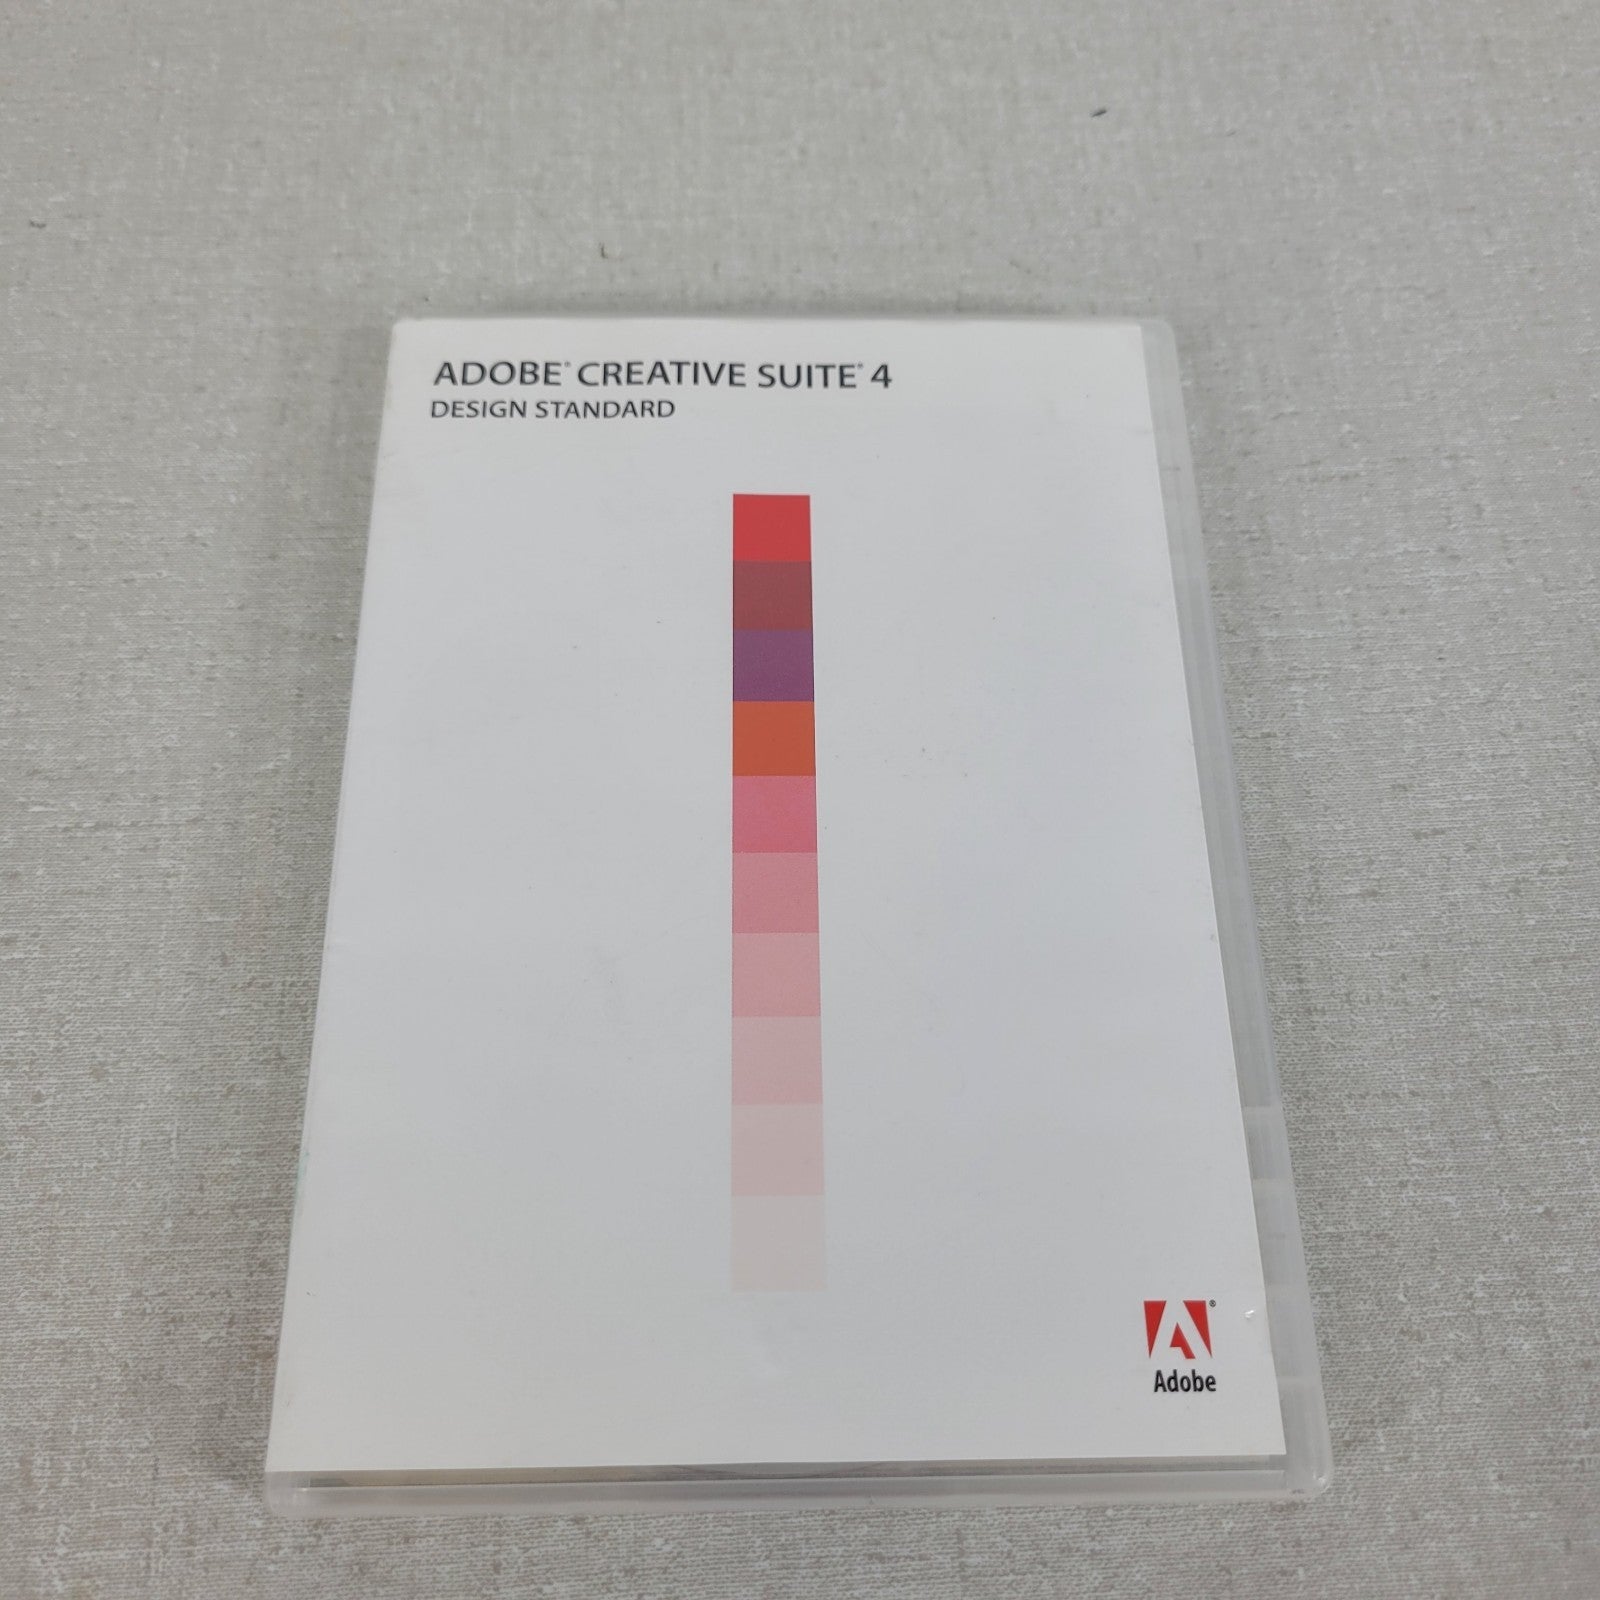 ADOBE® CREATIVE SUITE® 4
DESIGN STANDARD
Adobe